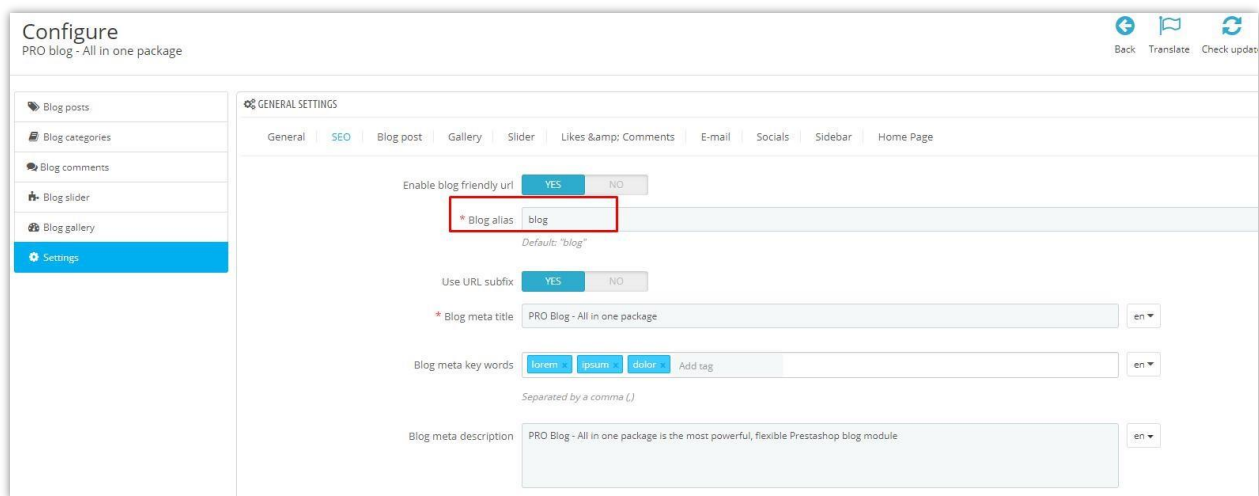 Configure
PRO blog - All in one package
Back Translate Check updat
Blog posts
Blog categories
Blog comments
Blog slider
Blog gallery
Settings
GENERAL SETTINGS
General SEO Blog post Gallery Slider Likes &amp; Comments E-mail Socials Sidebar Home Page
Enable blog friendly url YES NO
* Blog alias blog
Default: "blog"
Use URL subfix YES NO
* Blog meta title PRO Blog - All in one package en
Blog meta key words lorem x ipsum x dolor x Add tag en
Separated by a comma (,)
Blog meta description PRO Blog - All in one package is the most powerful, flexible Prestashop blog module en